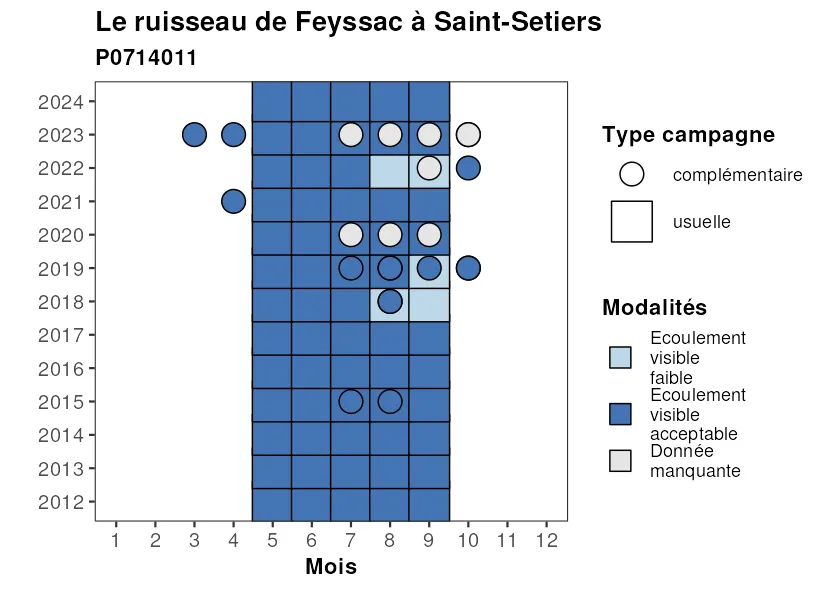 Le ruisseau de Feyssac à Saint-Setiers
P0714011
2024
2023
2022
2021
2020
2019
2018
2017
2016
2015
2014
2013
2012
1 2 3 4 5 6 7 8 9 10 11 12
Mois
Type campagne
complémentaire
usuelle
Modalités
Ecoulement
visible
faible
Ecoulement
visible
acceptable
Donnée
manquante